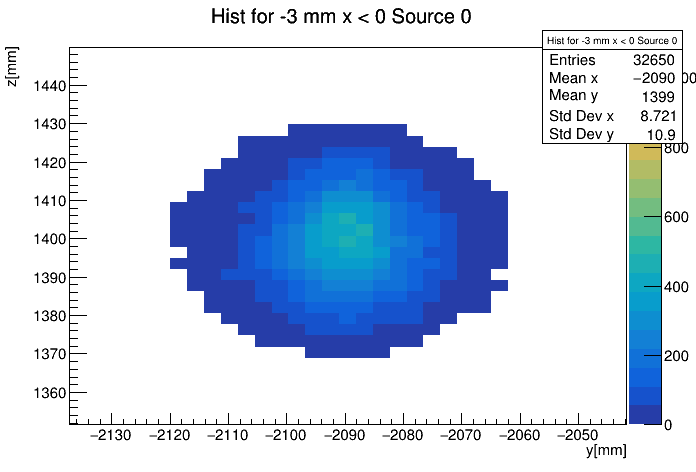 Hist for -3 mm x < 0 Source 0
z[mm]
Hist for -3 mm x < 0 Source 0
Entries 32650
Mean x −2090
Mean y 1399
Std Dev x 8.721
Std Dev y 10.9
1440
1430
1420
1410
1400
1390
1380
1370
1360
800
600
400
200
0
−2130 −2120 −2110 −2100 −2090 −2080 −2070 −2060 −2050
y[mm]